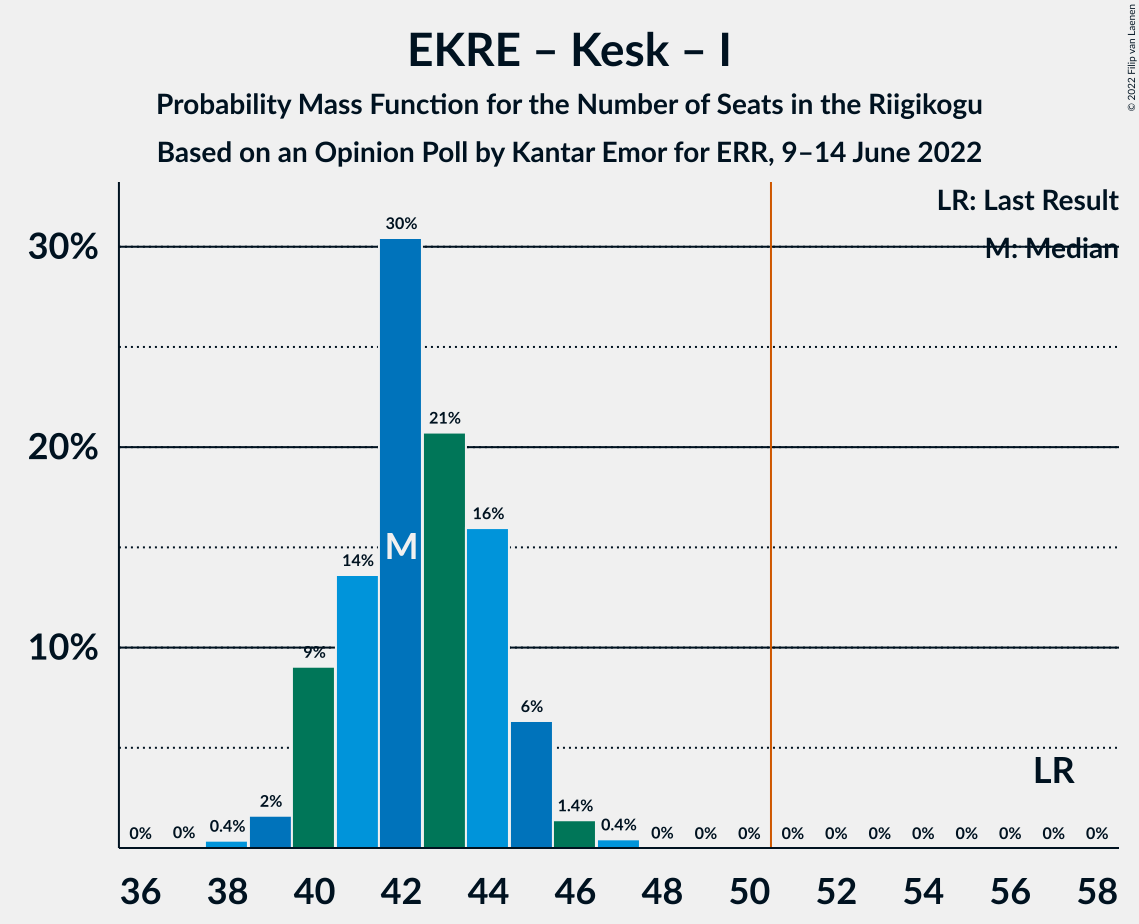 EKRE – Kesk – I
Probability Mass Function for the Number of Seats in the Riigikogu
Based on an Opinion Poll by Kantar Emor for ERR, 9–14 June 2022
© 2022 Filip van Laenen
LR: Last Result
M: Median
30%
20%
10%
0% 0% 0.4% 2% 9% 14% 30% 21% 16% 6% 1.4% 0.4% 0% 0% 0% 0% 0% 0% 0% 0% 0% 0% 0%
M
LR
36 38 40 42 44 46 48 50 52 54 56 58